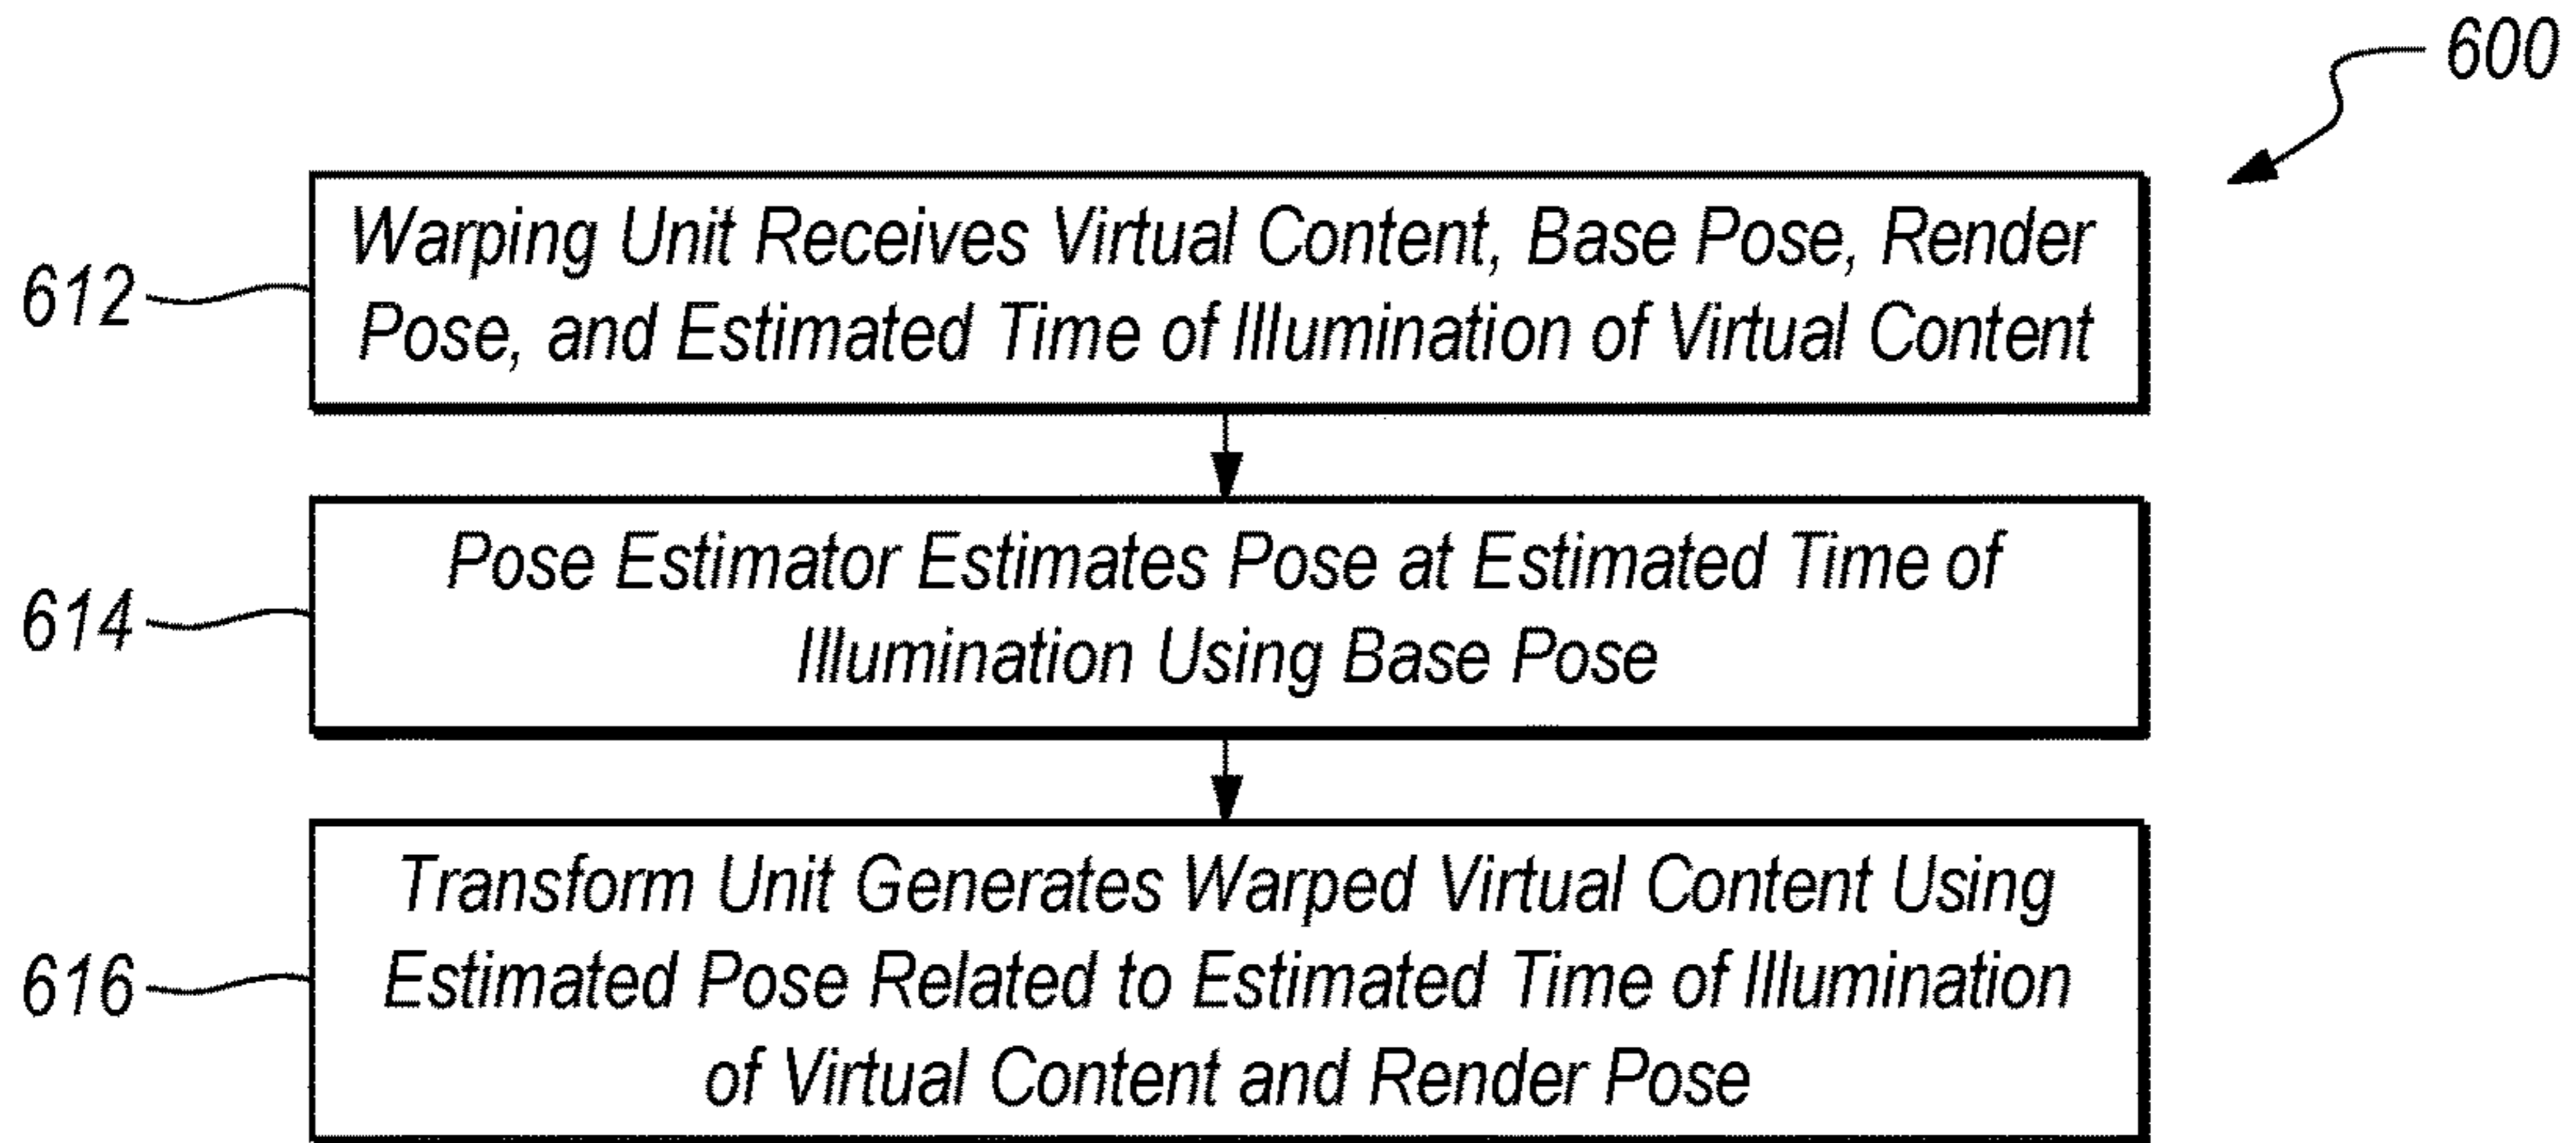 600
612
Warping Unit Receives Virtual Content, Base Pose, Render
Pose, and Estimated Time of Illumination of Virtual Content
614
Pose Estimator Estimates Pose at Estimated Time of
Illumination Using Base Pose
616
Transform Unit Generates Warped Virtual Content Using
Estimated Pose Related to Estimated Time of Illumination
of Virtual Content and Render Pose